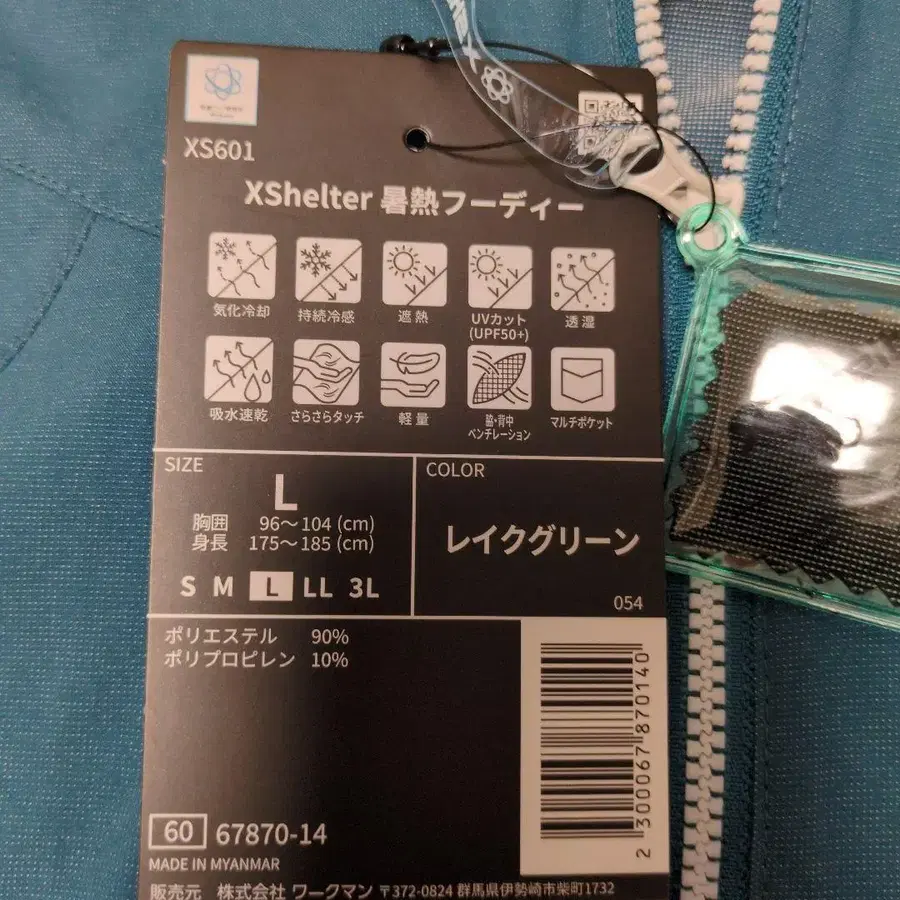 XS601
XShelter 暑熱フーディー
気化冷却 持続冷感 遮熱 UVカット 透湿
(UPF50+)
吸水速乾 さらさらタッチ 軽量 脇・背中 マルチポケット
ベンチレーション
SIZE
L
胸囲 96～104 (cm)
身長 175～185 (cm)
S M L LL 3L
COLOR
レイクグリーン
054
ポリエステル 90%
ポリプロピレン 10%
2 300067 870140
60 67870-14
MADE IN MYANMAR
販売元 株式会社 ワークマン 〒372-0824 群馬県伊勢崎市柴町1732